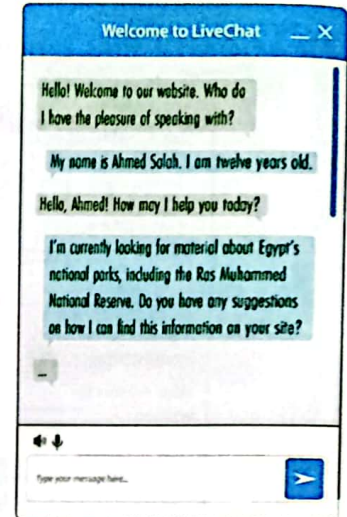 Welcome to LiveChat
Hello! Welcome to our website. Who do
I have the pleasure of speaking with?
My name is Ahmed Salah. I am twelve years old.
Hello, Ahmed! How may I help you today?
I'm currently looking for material about Egypt's
national parks, including the Ras Muhammed
National Reserve. Do you have any suggestions
on how I can find this information on your site?
Type your message here...